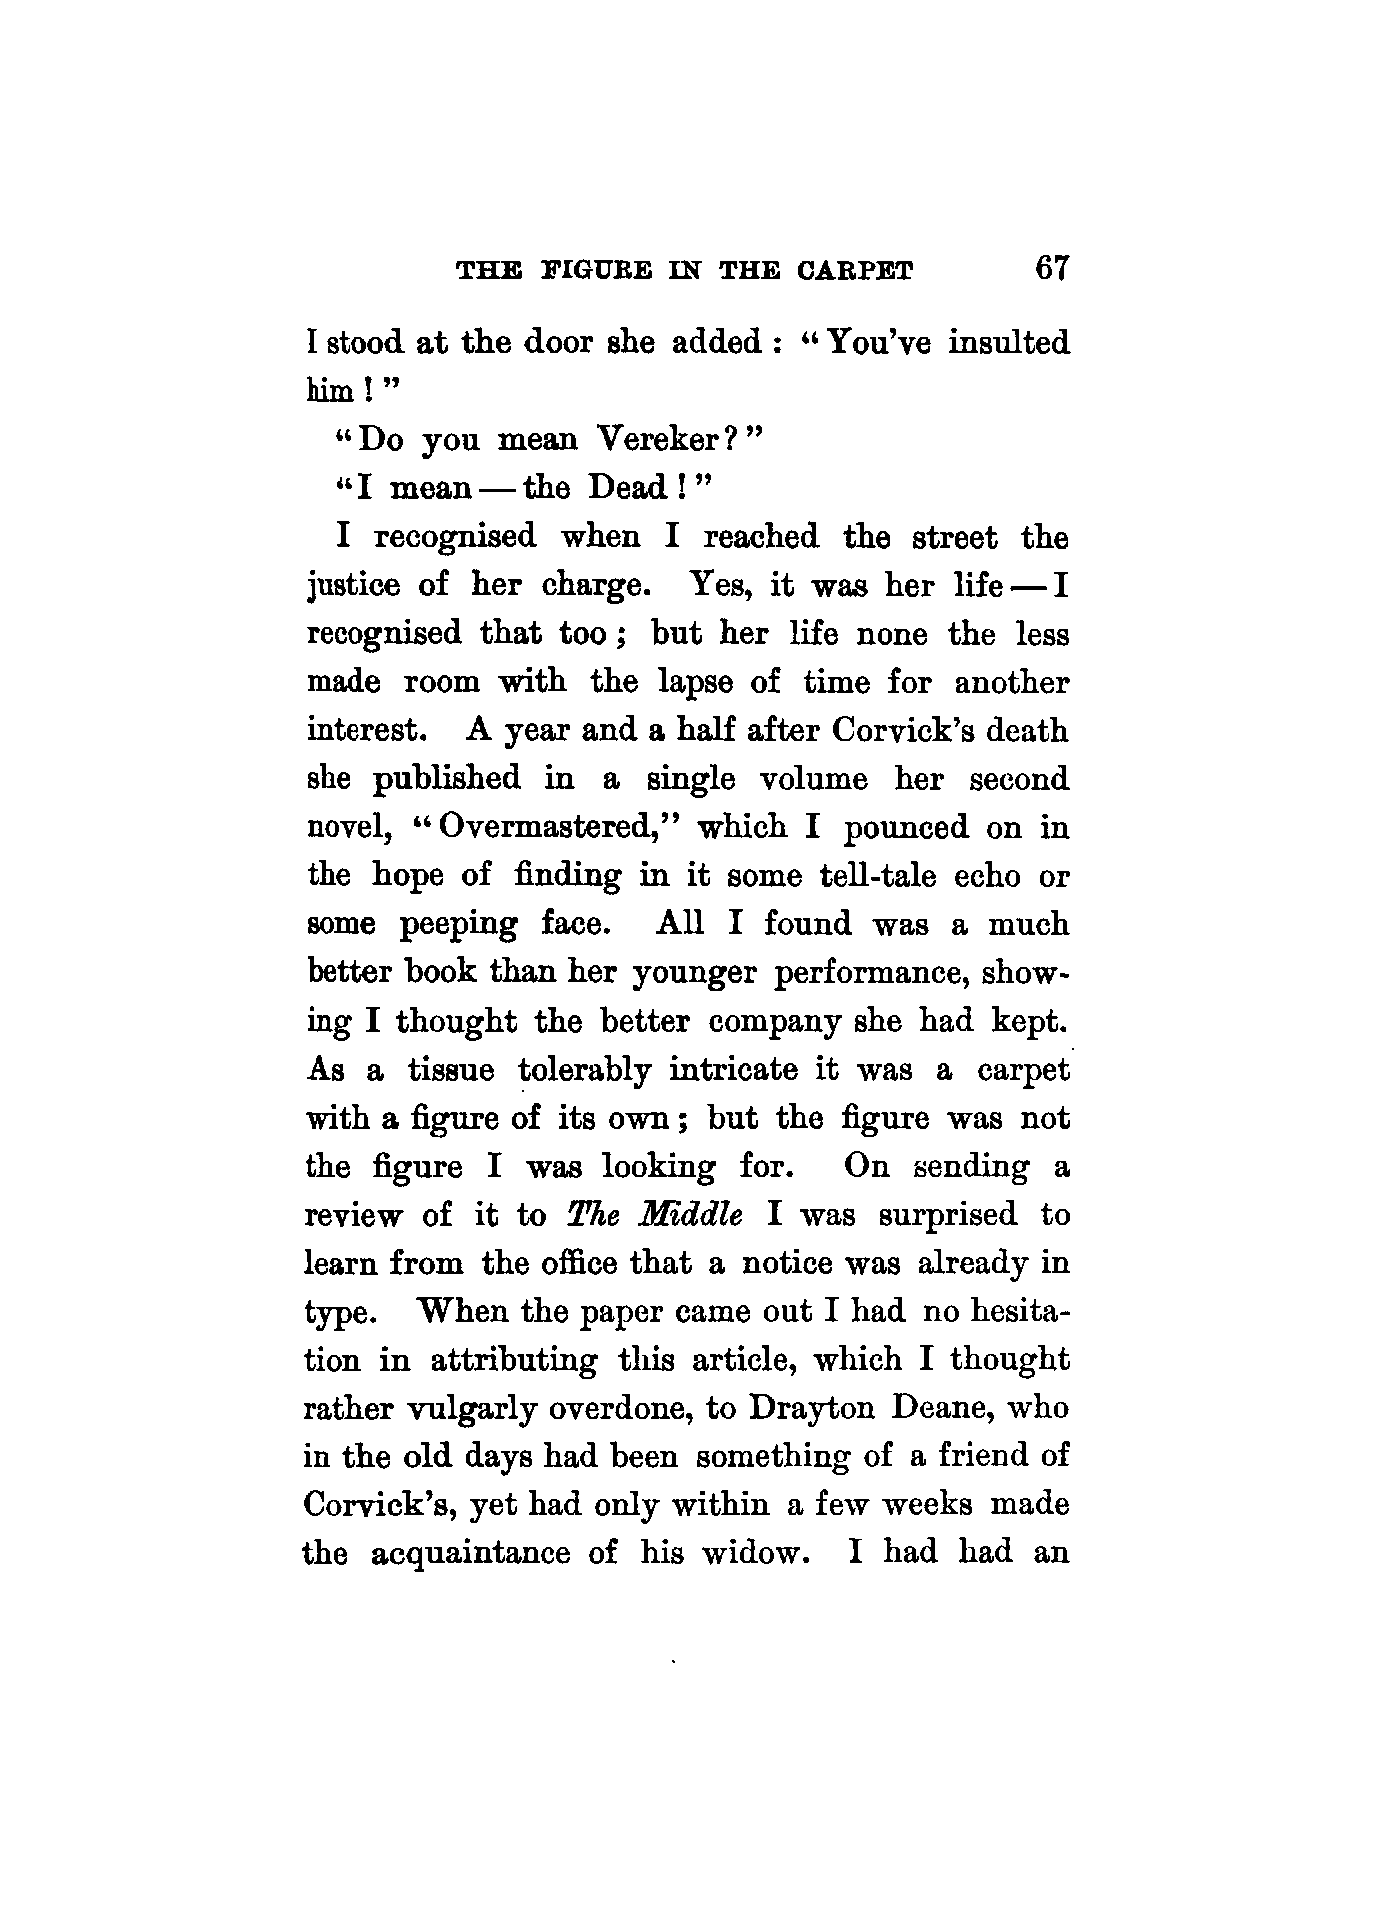 THE FIGURE IN THE CARPET 67
I stood at the door she added : “ You’ve insulted
him ! ”
“ Do you mean Vereker? ”
“ I mean — the Dead ! ”
I recognised when I reached the street the
justice of her charge. Yes, it was her life — I
recognised that too ; but her life none the less
made room with the lapse of time for another
interest. A year and a half after Corvick’s death
she published in a single volume her second
novel, “ Overmastered,” which I pounced on in
the hope of finding in it some tell-tale echo or
some peeping face. All I found was a much
better book than her younger performance, show-
ing I thought the better company she had kept.
As a tissue tolerably intricate it was a carpet
with a figure of its own ; but the figure was not
the figure I was looking for. On sending a
review of it to The Middle I was surprised to
learn from the office that a notice was already in
type. When the paper came out I had no hesita-
tion in attributing this article, which I thought
rather vulgarly overdone, to Drayton Deane, who
in the old days had been something of a friend of
Corvick’s, yet had only within a few weeks made
the acquaintance of his widow. I had had an